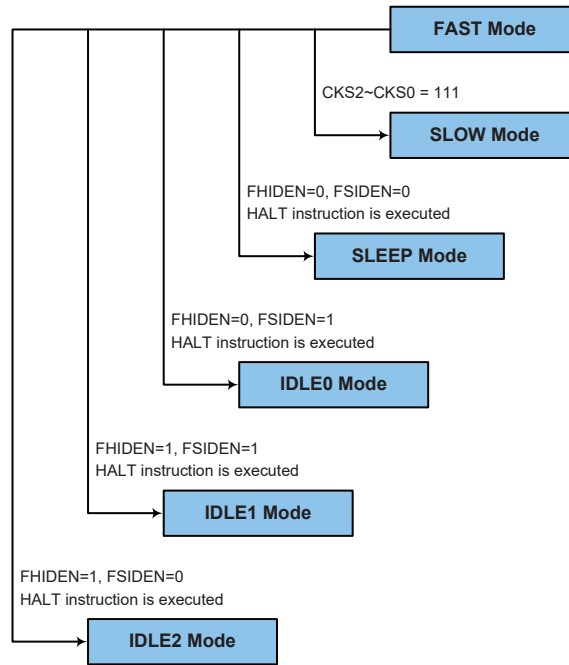 FAST Mode
CKS2~CKS0 = 111
SLOW Mode
FHIDEN=0, FSIDEN=0
HALT instruction is executed
SLEEP Mode
FHIDEN=0, FSIDEN=1
HALT instruction is executed
IDLE0 Mode
FHIDEN=1, FSIDEN=1
HALT instruction is executed
IDLE1 Mode
FHIDEN=1, FSIDEN=0
HALT instruction is executed
IDLE2 Mode